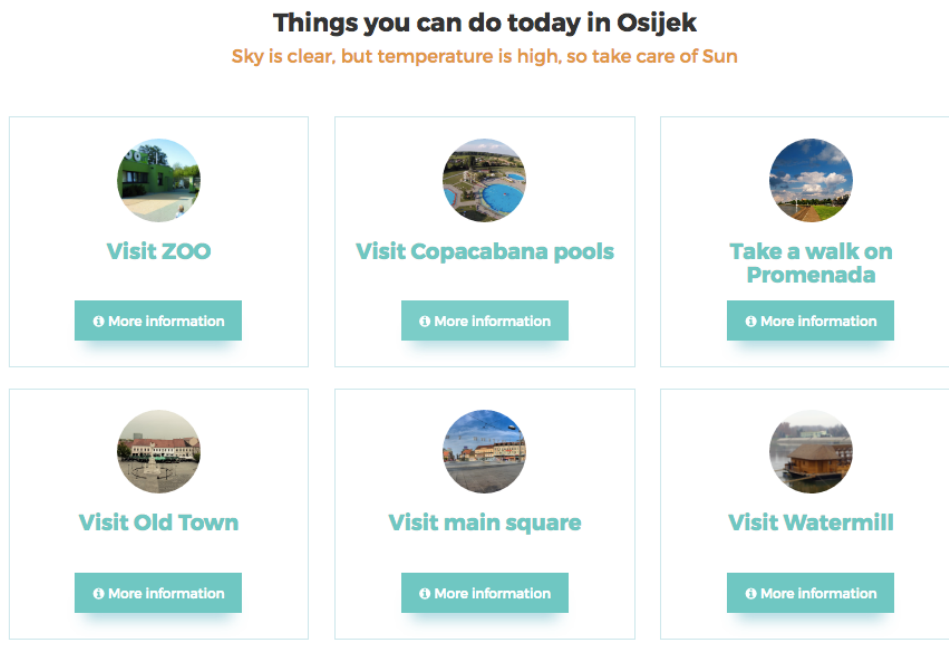 Things you can do today in Osijek
Sky is clear, but temperature is high, so take care of Sun
Visit ZOO
More information
Visit Copacabana pools
More information
Take a walk on
Promenada
More information
Visit Old Town
More information
Visit main square
More information
Visit Watermill
More information